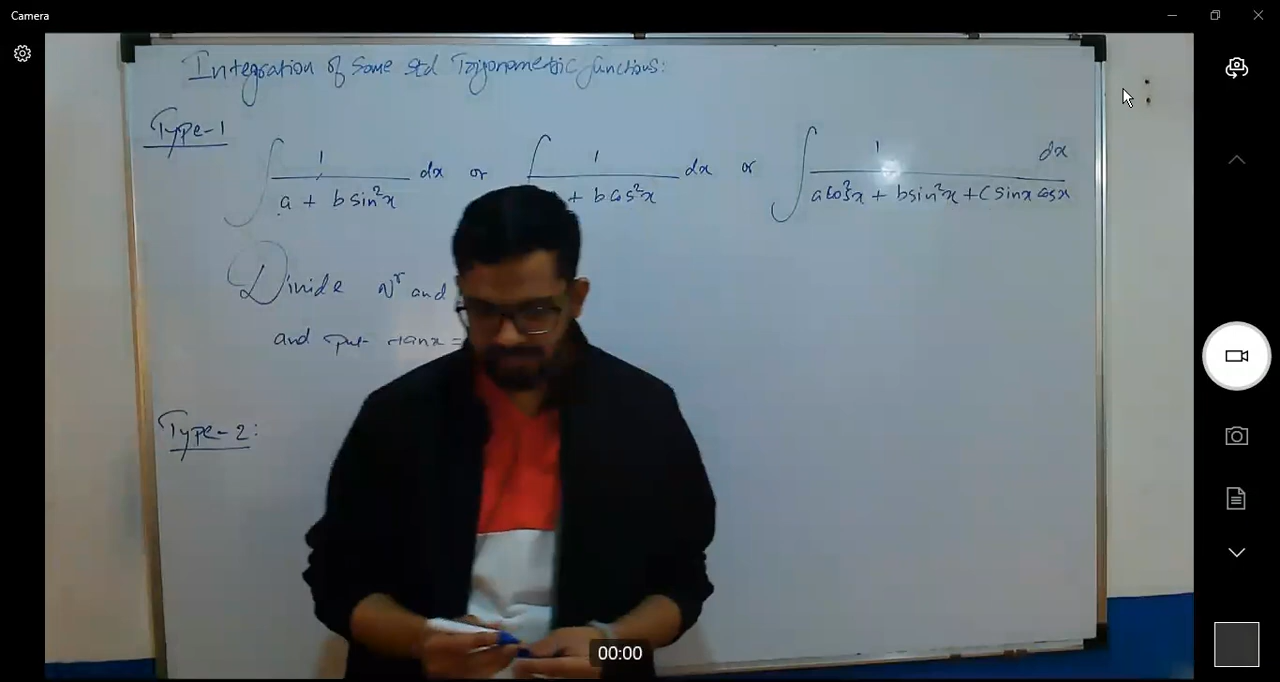 Camera
Integration of Some std Trigonometric functions:
Type-1
∫ 1/(a + b sin²x) dx or ∫ 1/( + b cos²x) dx or ∫ 1 dx/(a cos²x + b sin²x + c sinx cosx)
Divide Nʳ and
and put tanx =
Type-2:
00:00